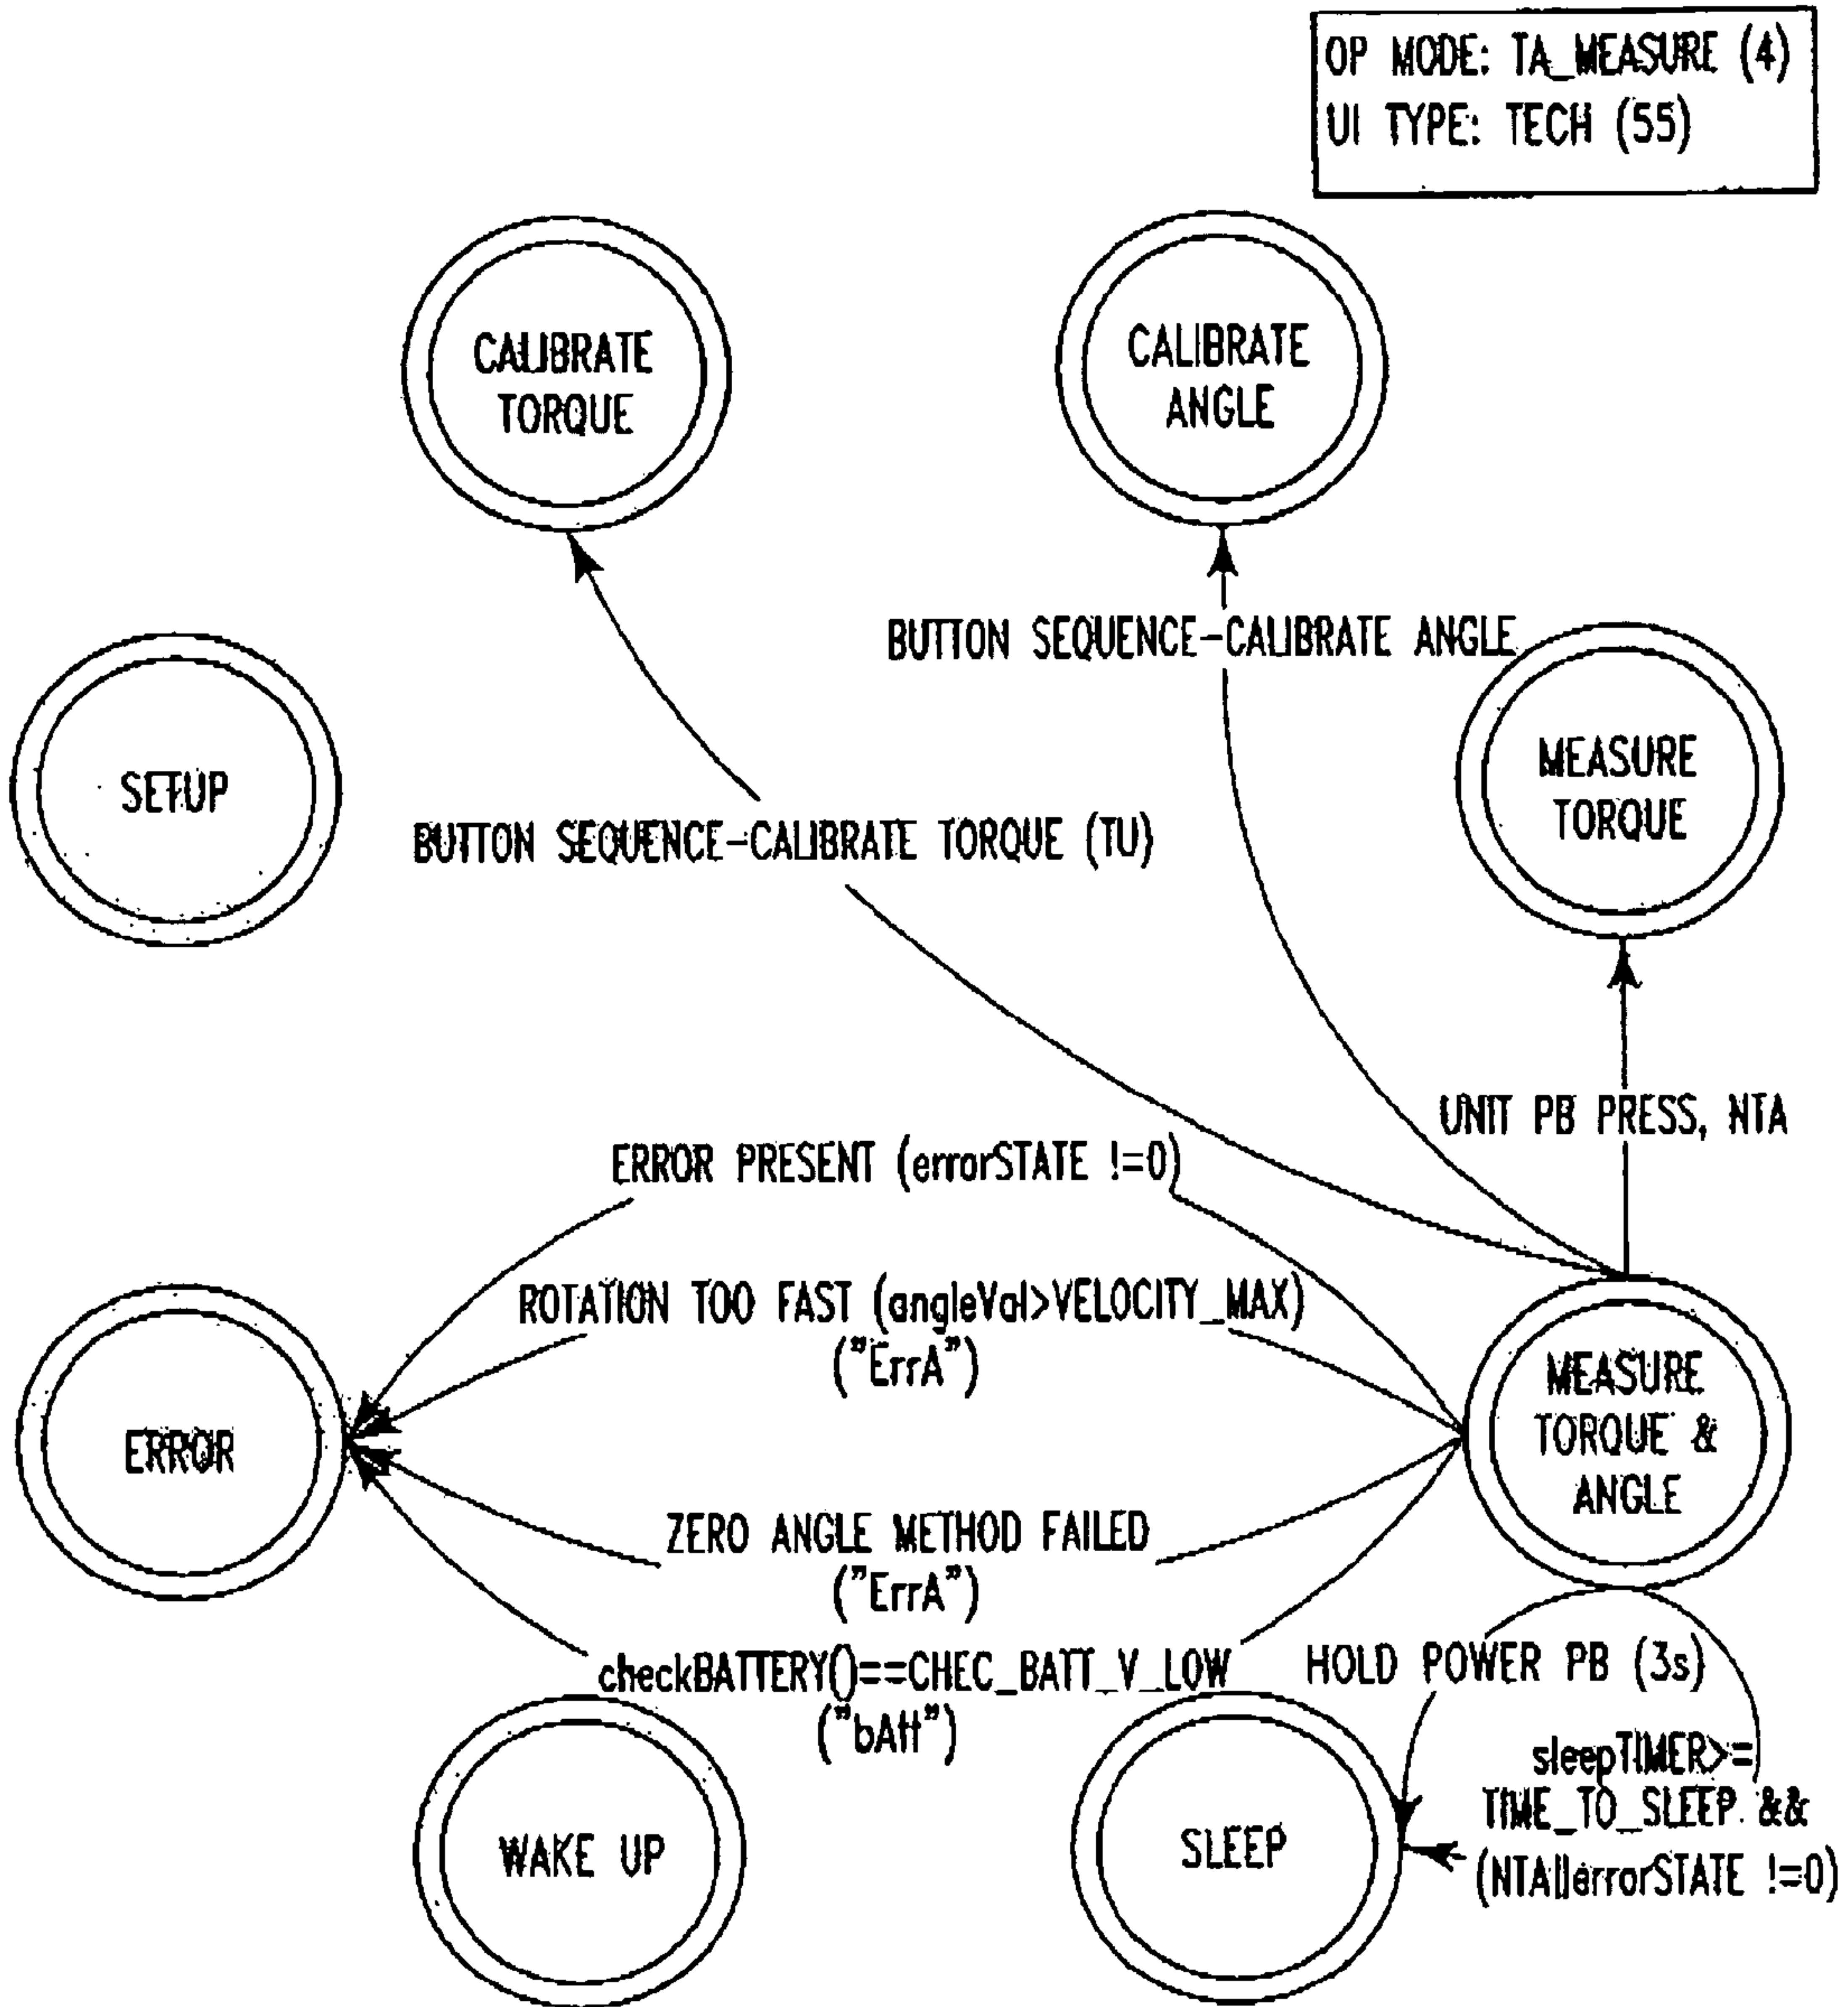 OP MODE: TA_MEASURE (4)
UI TYPE: TECH (55)
CALIBRATE
TORQUE
CALIBRATE
ANGLE
BUTTON SEQUENCE-CALIBRATE ANGLE
SETUP
MEASURE
TORQUE
BUTTON SEQUENCE-CALIBRATE TORQUE (TU)
UNIT PB PRESS, NTA
ERROR PRESENT (errorSTATE !=0)
ROTATION TOO FAST (angleVal>VELOCITY_MAX)
("ErrA")
ERROR
MEASURE
TORQUE &
ANGLE
ZERO ANGLE METHOD FAILED
("ErrA")
checkBATTERY()==CHEC_BATT_V_LOW
("bAtt")
HOLD POWER PB (3s)
sleepTIMER>=
TIME_TO_SLEEP &&
(NTA||errorSTATE !=0)
WAKE UP
SLEEP